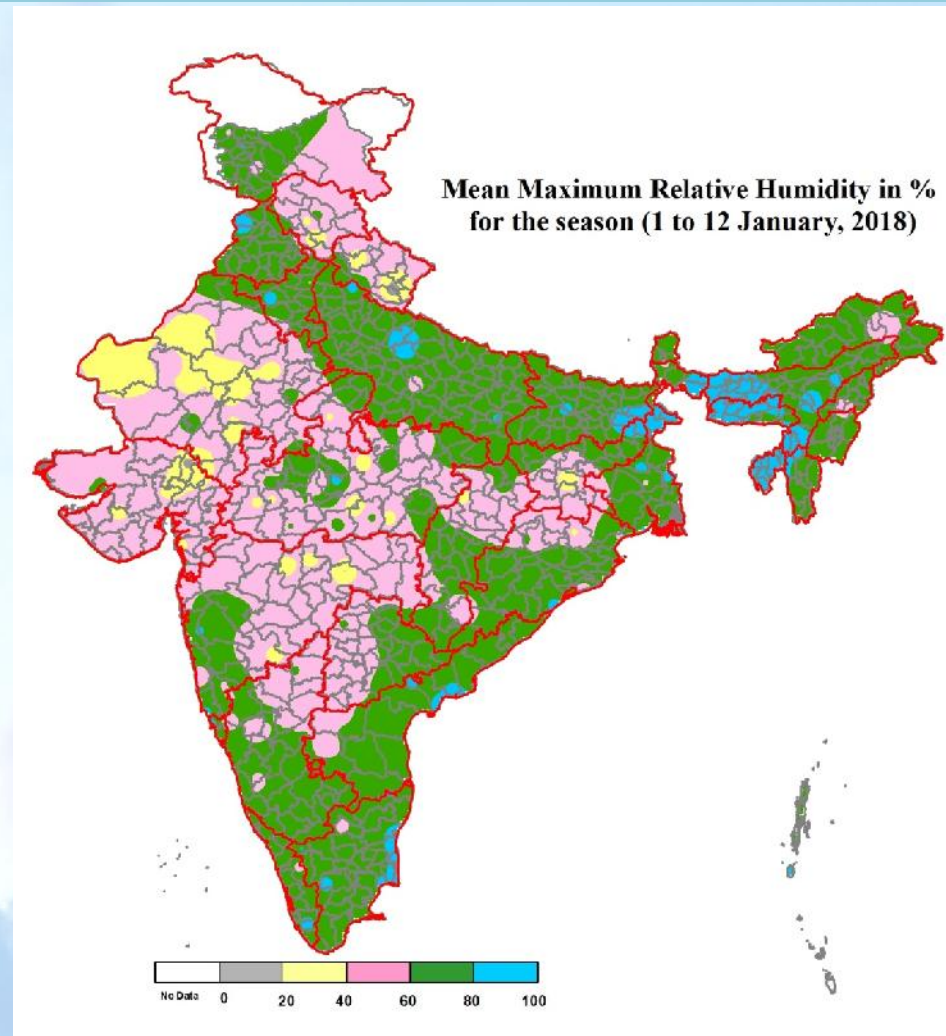 Mean Maximum Relative Humidity in %
for the season (1 to 12 January, 2018)
No Data 0 20 40 60 80 100